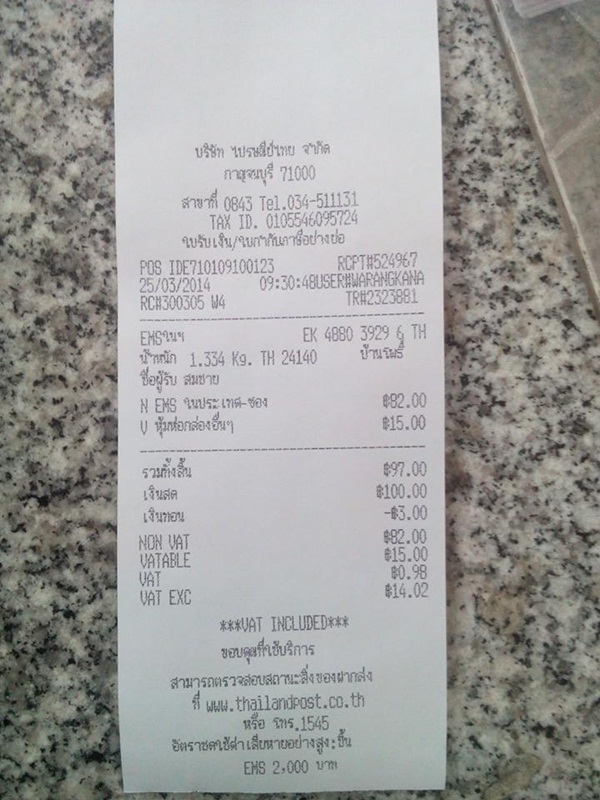 บริษัท ไปรษณีย์ไทย จำกัด
กาญจนบุรี 71000
สาขาที่ 0843 Tel.034-511131
TAX ID. 0105546095724
ใบรับเงิน/ใบกำกับภาษีอย่างย่อ
POS IDE710109100123 RCPT#524967
25/03/2014 09:30:48USER#WARANGKANA
RC#300305 W4 TR#2323881
EMSในฯ EK 4880 3929 6 TH
น้ำหนัก 1.334 Kg. TH 24140 บ้านโพธิ์
ชื่อผู้รับ สมชาย
N EMS ในประเทศ-ซอง ฿82.00
V หุ้มห่อกล่องอื่นๆ ฿15.00
รวมทั้งสิ้น ฿97.00
เงินสด ฿100.00
เงินทอน -฿3.00
NON VAT ฿82.00
VATABLE ฿15.00
VAT ฿0.98
VAT EXC ฿14.02
***VAT INCLUDED***
ขอบคุณที่ใช้บริการ
สามารถตรวจสอบสถานะสิ่งของฝากส่ง
ที่ www.thailandpost.co.th
หรือ โทร.1545
อัตราชดใช้ค่าเสียหายอย่างสูง:ชิ้น
EMS 2,000 บาท